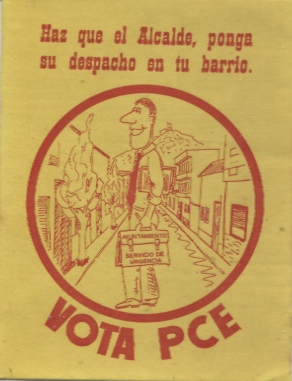 Haz que el Alcalde, ponga
su despacho en tu barrio.
AYUNTAMIENTO
SERVICIO DE
URGENCIA
VOTA PCE